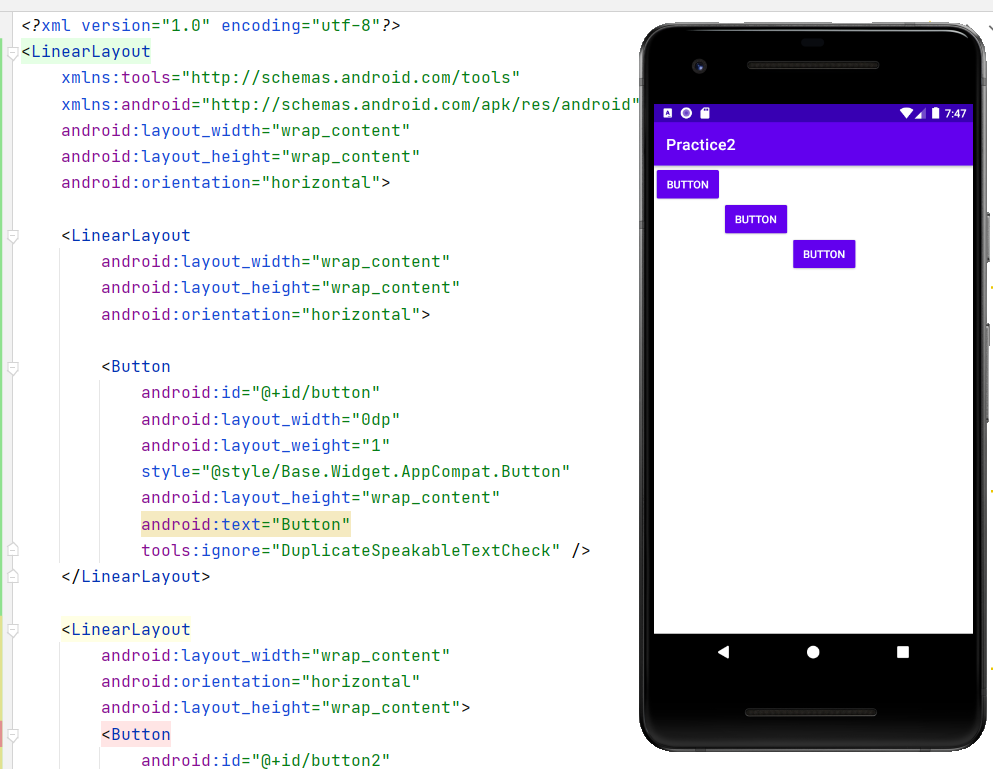 <?xml version="1.0" encoding="utf-8"?>
<LinearLayout
xmlns:tools="http://schemas.android.com/tools"
xmlns:android="http://schemas.android.com/apk/res/android"
android:layout_width="wrap_content"
android:layout_height="wrap_content"
android:orientation="horizontal">
<LinearLayout
android:layout_width="wrap_content"
android:layout_height="wrap_content"
android:orientation="horizontal">
<Button
android:id="@+id/button"
android:layout_width="0dp"
android:layout_weight="1"
style="@style/Base.Widget.AppCompat.Button"
android:layout_height="wrap_content"
android:text="Button"
tools:ignore="DuplicateSpeakableTextCheck" />
</LinearLayout>
<LinearLayout
android:layout_width="wrap_content"
android:orientation="horizontal"
android:layout_height="wrap_content">
<Button
android:id="@+id/button2"
7:47
Practice2
BUTTON
BUTTON
BUTTON